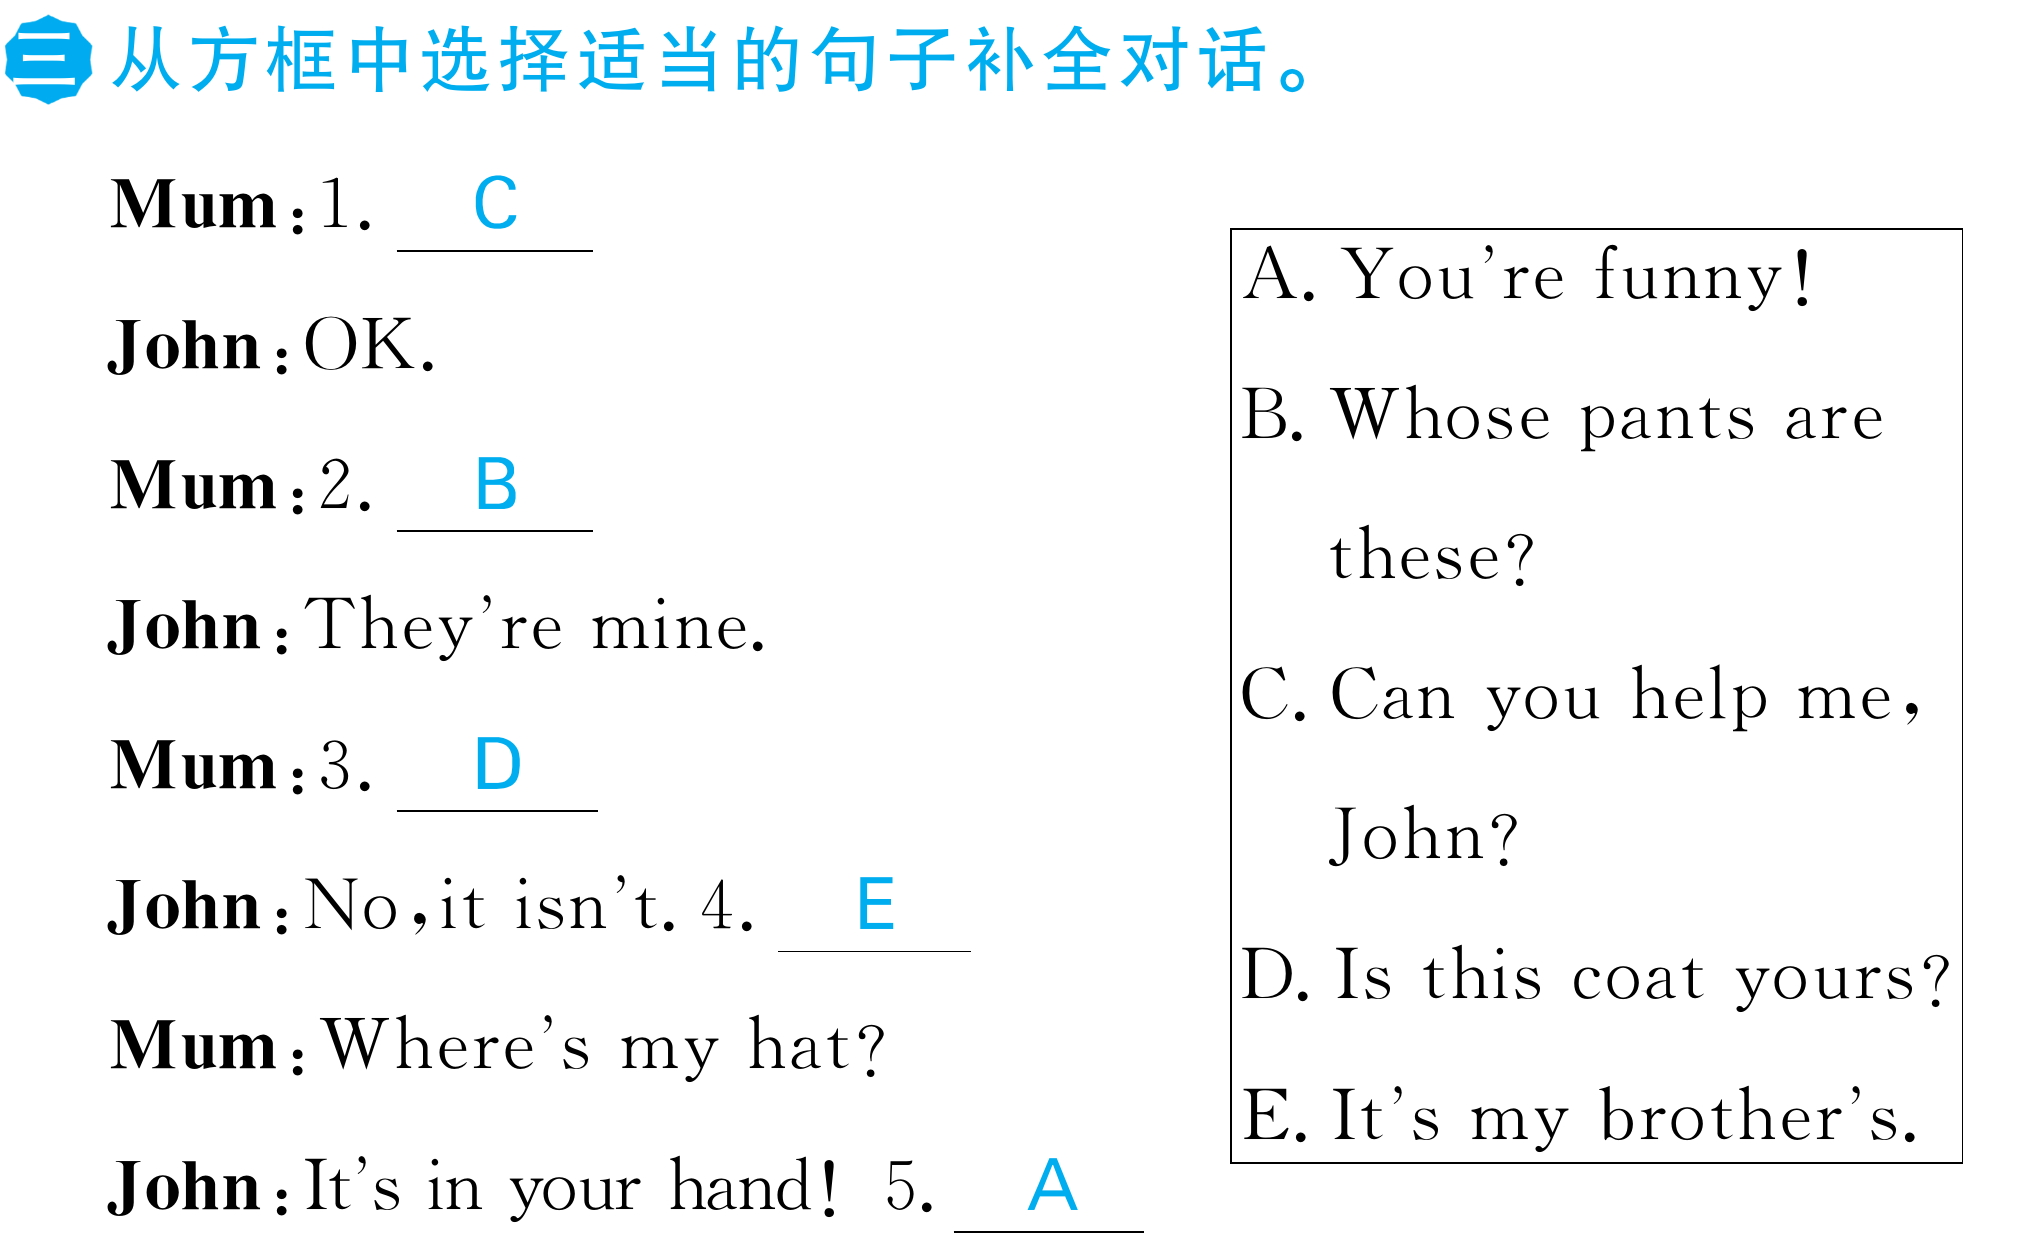 三 从方框中选择适当的句子补全对话。
Mum:1. C
John:OK.
Mum:2. B
John:They're mine.
Mum:3. D
John:No,it isn't. 4. E
Mum:Where's my hat?
John:It's in your hand! 5. A
A. You're funny!
B. Whose pants are
these?
C. Can you help me,
John?
D. Is this coat yours?
E. It's my brother's.